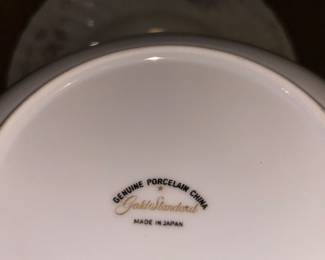 GENUINE PORCELAIN CHINA
Gold Standard
MADE IN JAPAN